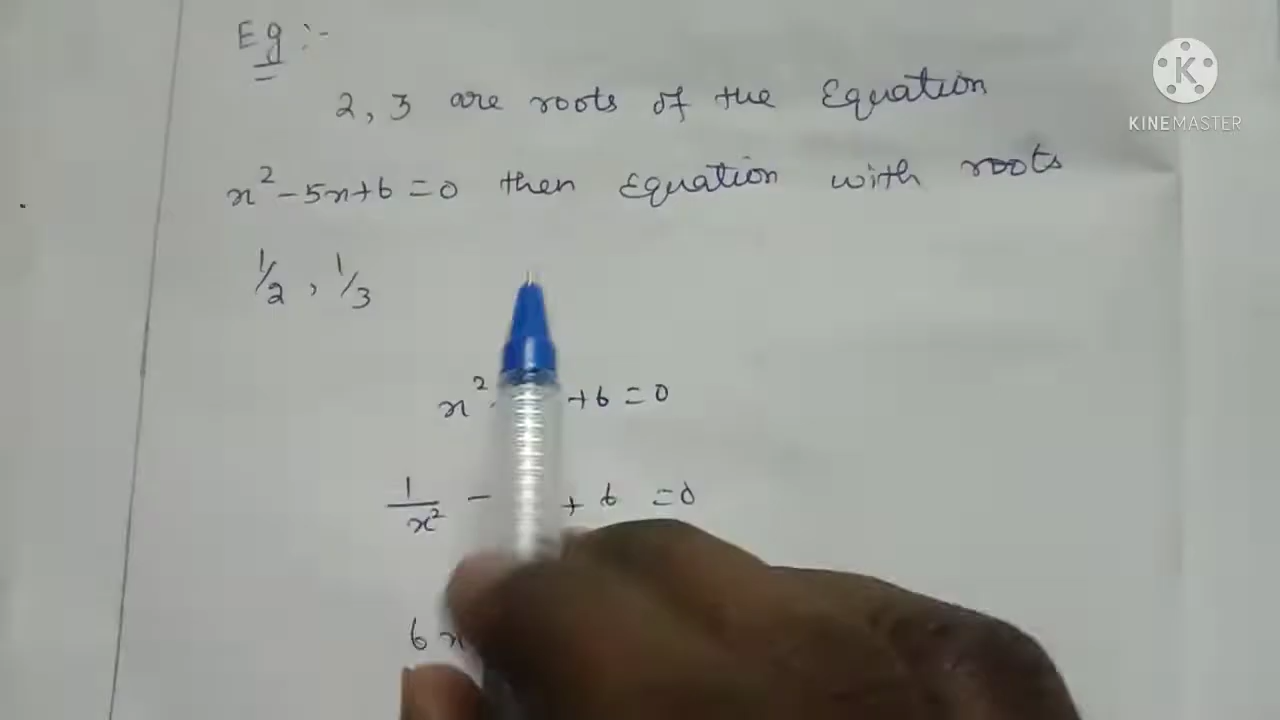 Eg :-
2, 3 are roots of the Equation
x² - 5x + 6 = 0 then Equation with roots
1/2 , 1/3
x² +6 = 0
1/x² - + 6 = 0
6x
K
KINEMASTER